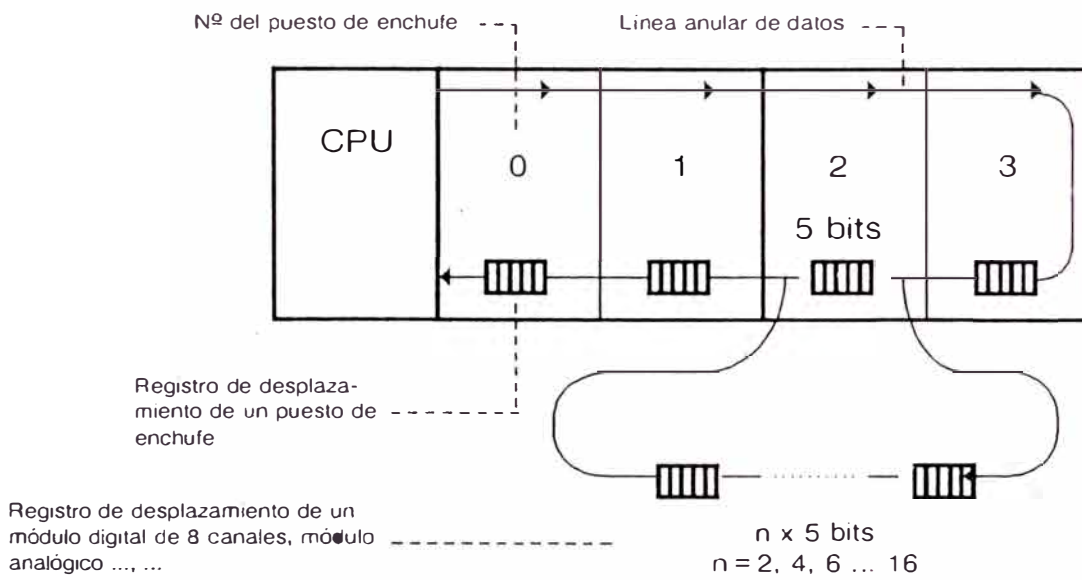 Nº del puesto de enchufe
Linea anular de datos
CPU
0
1
2
3
5 bits
Registro de desplaza-
miento de un puesto de
enchufe
Registro de desplazamiento de un
módulo digital de 8 canales, módulo
analógico ..., ...
n x 5 bits
n = 2, 4, 6 ... 16